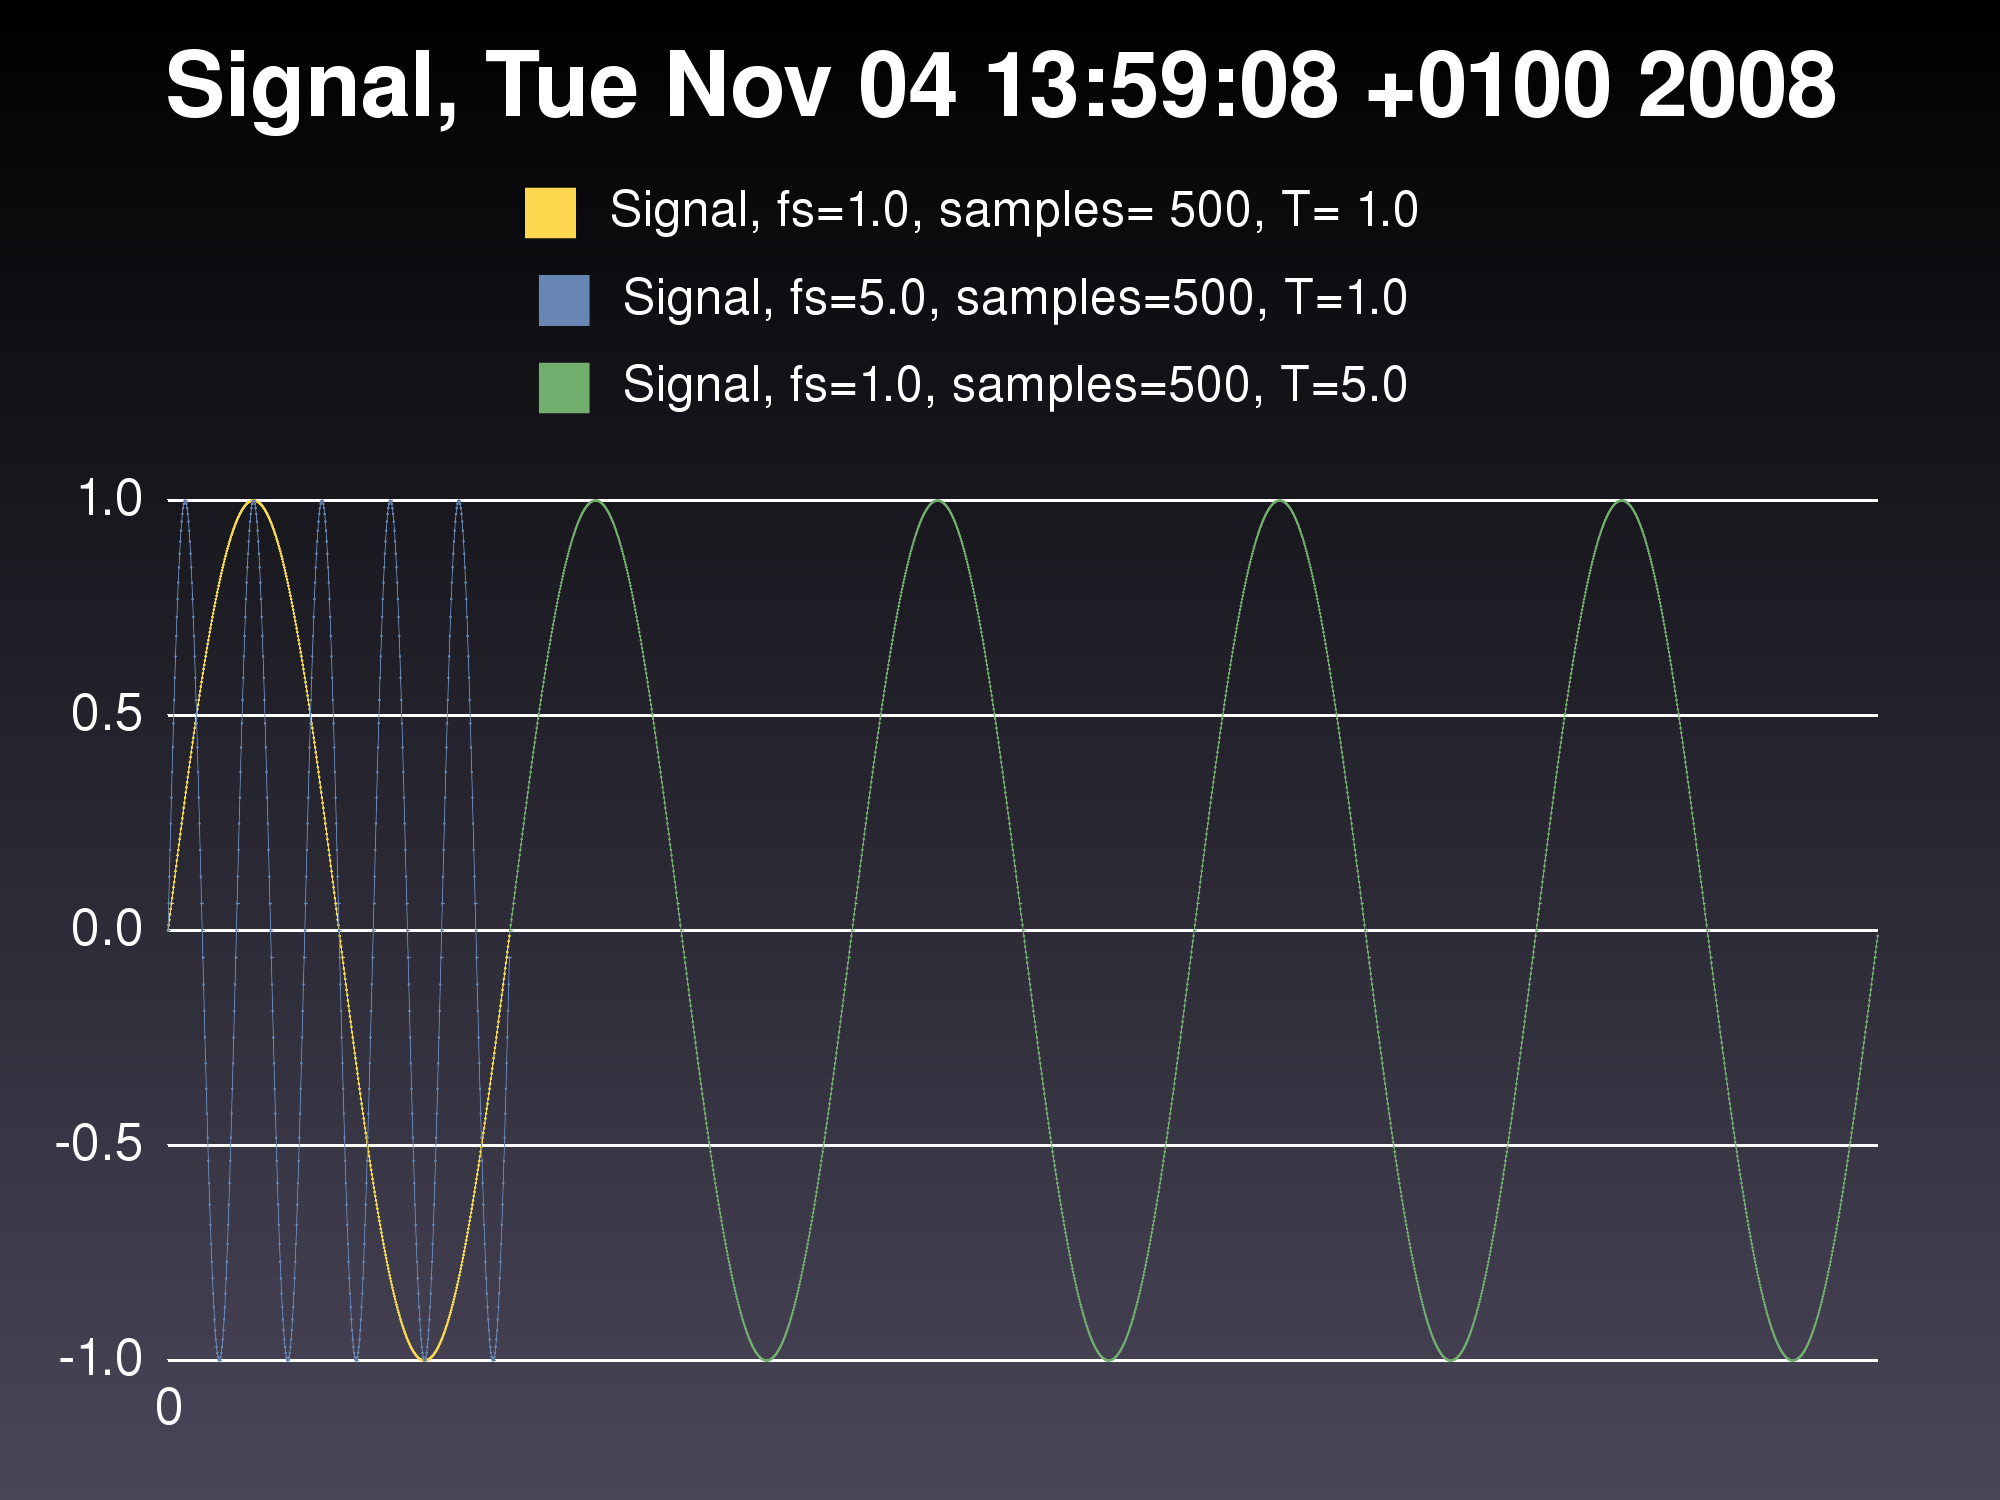 Signal, Tue Nov 04 13:59:08 +0100 2008
Signal, fs=1.0, samples= 500, T= 1.0
Signal, fs=5.0, samples=500, T=1.0
Signal, fs=1.0, samples=500, T=5.0
1.0
0.5
0.0
-0.5
-1.0
0